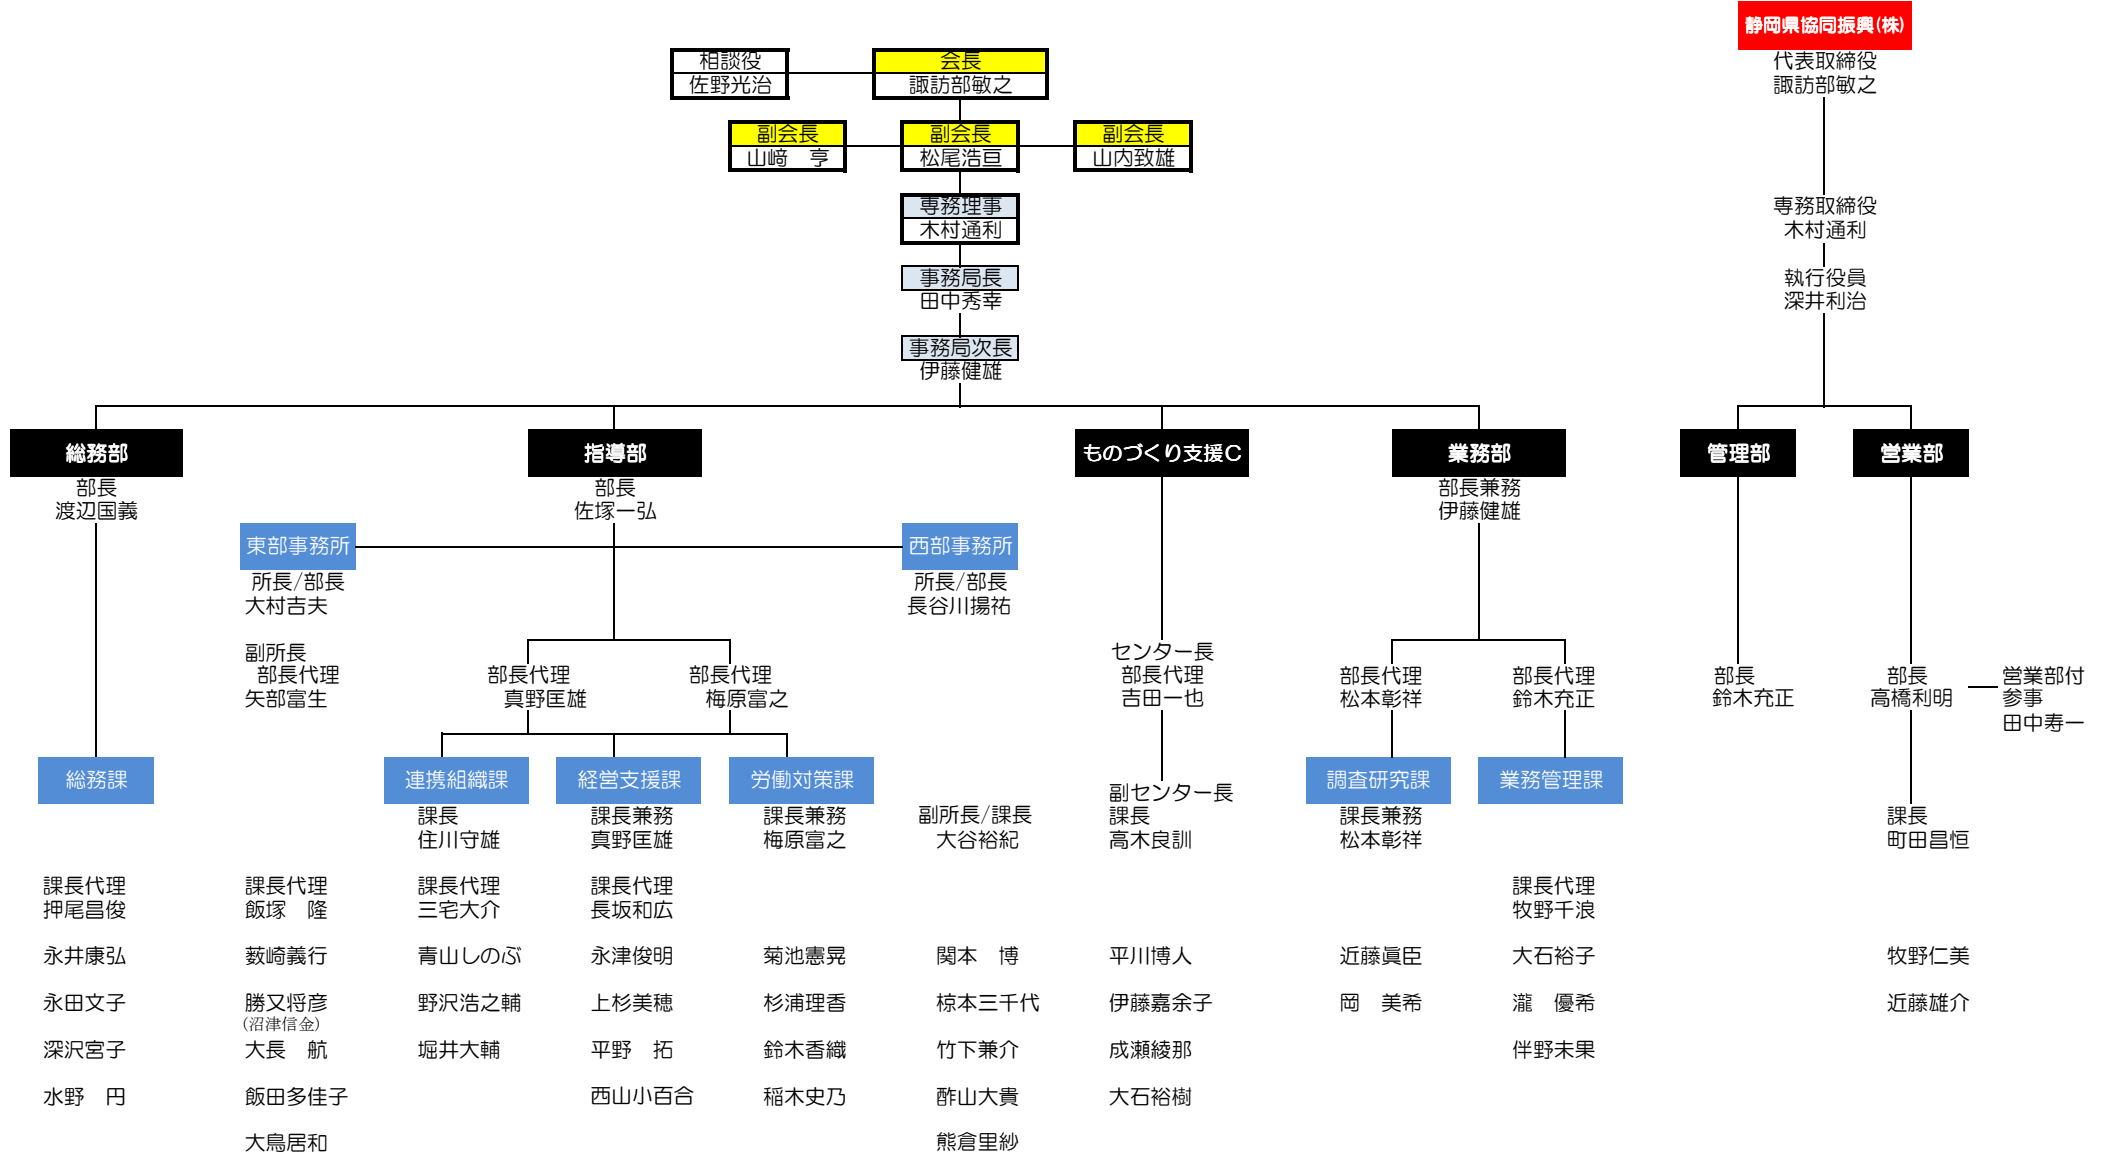 静岡県協同振興(株)
代表取締役
諏訪部敏之
相談役
佐野光治
会長
諏訪部敏之
副会長
山﨑　亨
副会長
松尾浩亘
副会長
山内致雄
専務理事
木村通利
専務取締役
木村通利
事務局長
田中秀幸
執行役員
深井利治
事務局次長
伊藤健雄
総務部
部長
渡辺国義
指導部
部長
佐塚一弘
ものづくり支援C
業務部
部長兼務
伊藤健雄
管理部
営業部
東部事務所
所長/部長
大村吉夫
副所長
部長代理
矢部富生
西部事務所
所長/部長
長谷川揚祐
部長代理
真野匡雄
部長代理
梅原富之
センター長
部長代理
吉田一也
部長代理
松本彰祥
部長代理
鈴木充正
部長
鈴木充正
部長
高橋利明
営業部付
参事
田中寿一
総務課
課長代理
押尾昌俊
永井康弘
永田文子
深沢宮子
水野　円
課長代理
飯塚　隆
薮崎義行
勝又将彦
(沼津信金)
大長　航
飯田多佳子
大鳥居和
連携組織課
課長
住川守雄
課長代理
三宅大介
青山しのぶ
野沢浩之輔
堀井大輔
経営支援課
課長兼務
真野匡雄
課長代理
長坂和広
永津俊明
上杉美穂
平野　拓
西山小百合
労働対策課
課長兼務
梅原富之
菊池憲晃
杉浦理香
鈴木香織
稲木史乃
副所長/課長
大谷裕紀
関本　博
椋本三千代
竹下兼介
酢山大貴
熊倉里紗
副センター長
課長
高木良訓
平川博人
伊藤嘉余子
成瀬綾那
大石裕樹
調査研究課
課長兼務
松本彰祥
近藤眞臣
岡　美希
業務管理課
課長代理
牧野千浪
大石裕子
瀧　優希
伴野未果
課長
町田昌恒
牧野仁美
近藤雄介